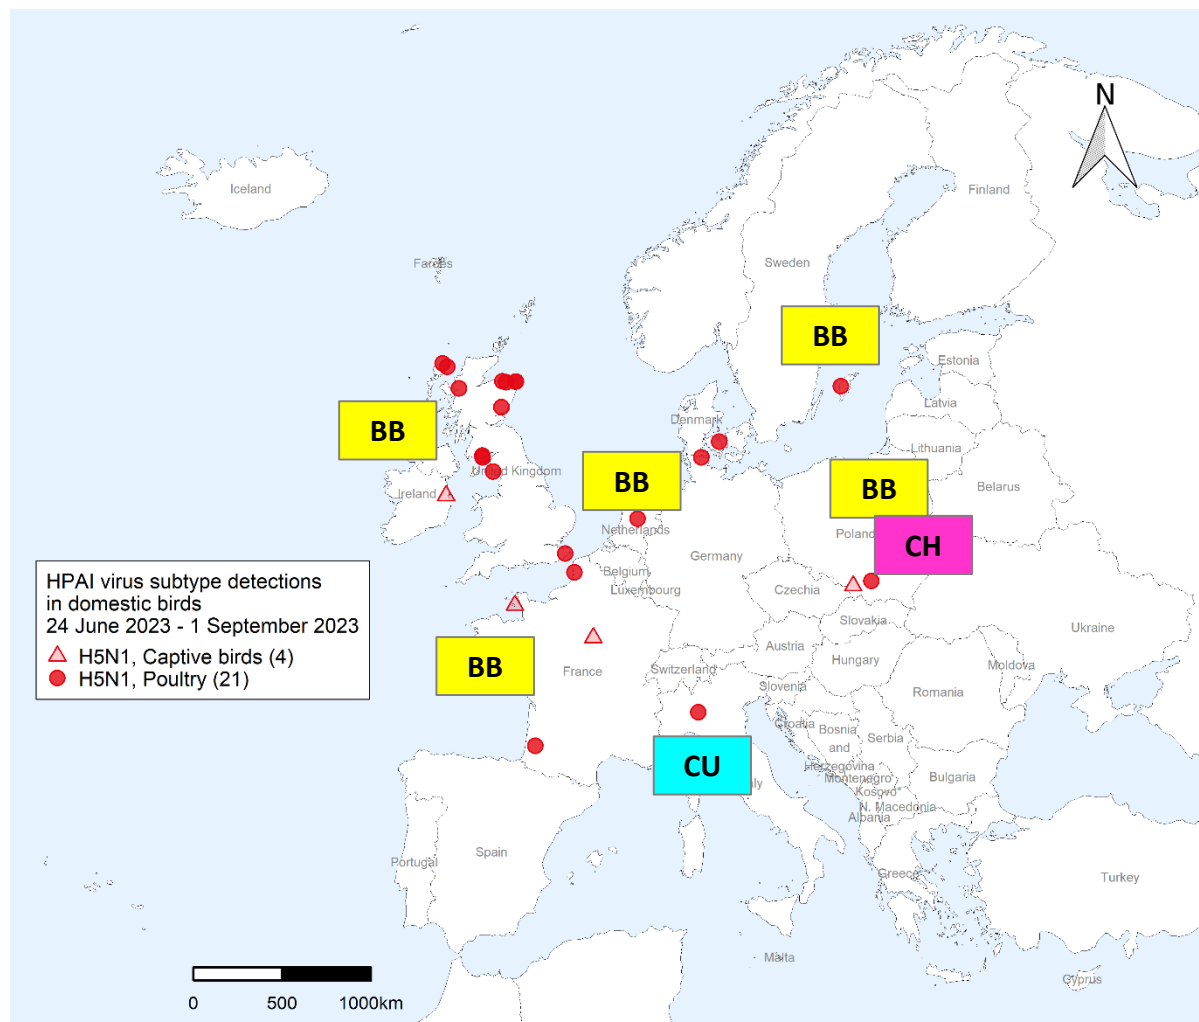 N
Iceland
Finland
Faroes
Sweden
BB
Estonia
Latvia
Denmark
BB
Lithuania
United Kingdom
BB
BB
Belarus
Ireland
Netherlands
Poland
CH
Germany
Belgium
Luxembourg
Czechia
Slovakia
Ukraine
HPAI virus subtype detections
in domestic birds
24 June 2023 - 1 September 2023
H5N1, Captive birds (4)
H5N1, Poultry (21)
Austria
Hungary
Moldova
BB
France
Switzerland
Slovenia
Romania
Croatia
Bosnia
and
Herzegovina
Serbia
CU
Montenegro
Bulgaria
Kosovo*
N. Macedonia
Albania
Portugal
Spain
Greece
Turkey
Malta
Cyprus
0 500 1000km